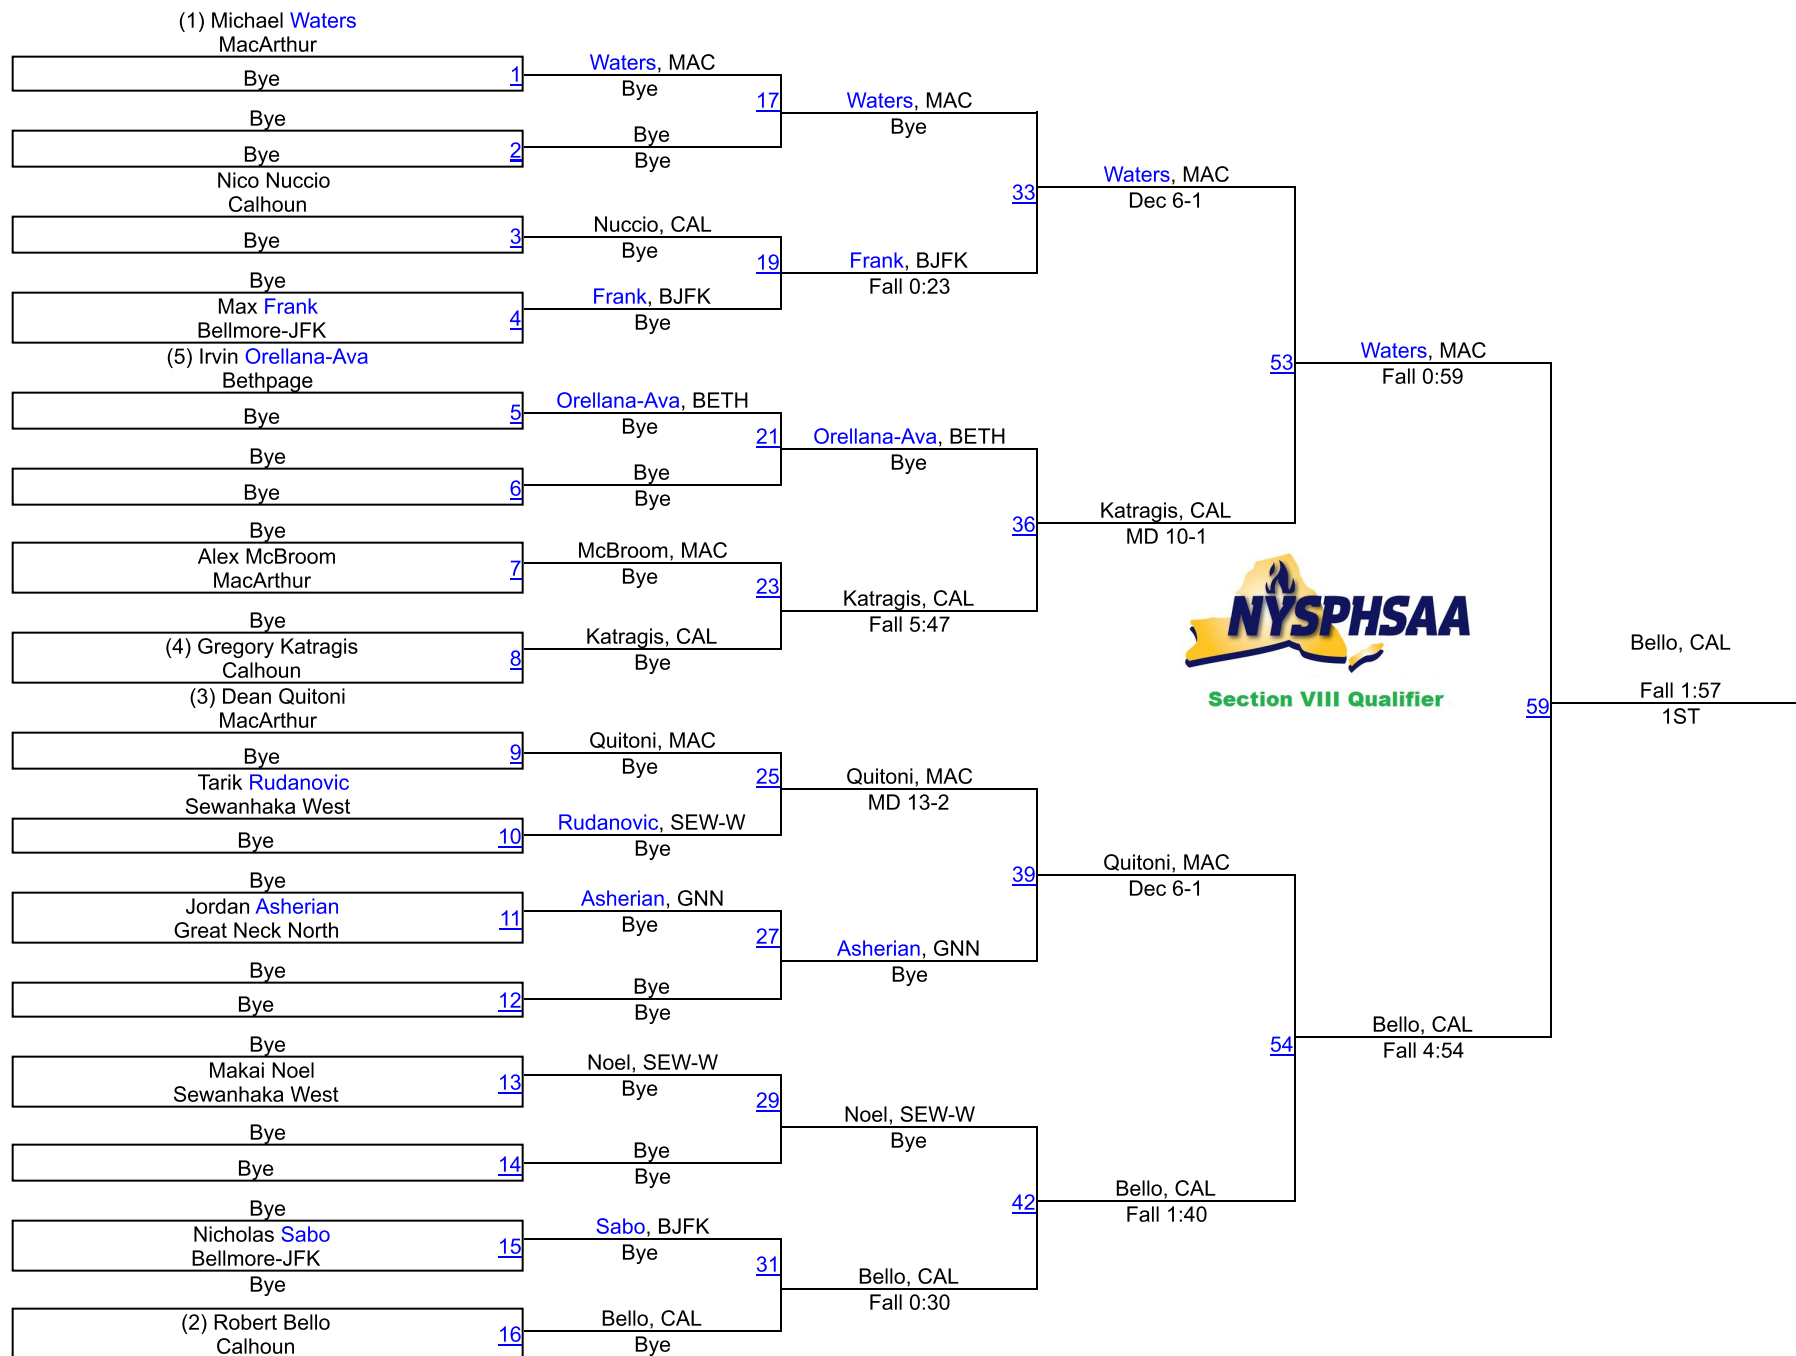 (1) Michael Waters
MacArthur
Bye
1
Bye
Bye
2
Nico Nuccio
Calhoun
Bye
3
Bye
Max Frank
Bellmore-JFK
4
(5) Irvin Orellana-Ava
Bethpage
Bye
5
Bye
Bye
6
Bye
Alex McBroom
MacArthur
7
Bye
(4) Gregory Katragis
Calhoun
8
(3) Dean Quitoni
MacArthur
Bye
9
Tarik Rudanovic
Sewanhaka West
Bye
10
Bye
Jordan Asherian
Great Neck North
11
Bye
Bye
12
Bye
Makai Noel
Sewanhaka West
13
Bye
Bye
14
Bye
Nicholas Sabo
Bellmore-JFK
15
Bye
(2) Robert Bello
Calhoun
16
Waters, MAC
Bye
17
Bye
Bye
Nuccio, CAL
Bye
19
Frank, BJFK
Bye
Orellana-Ava, BETH
Bye
21
Bye
Bye
McBroom, MAC
Bye
23
Katragis, CAL
Bye
Quitoni, MAC
Bye
25
Rudanovic, SEW-W
Bye
Asherian, GNN
Bye
27
Bye
Bye
Noel, SEW-W
Bye
29
Bye
Bye
Sabo, BJFK
Bye
31
Bello, CAL
Bye
Waters, MAC
Bye
33
Frank, BJFK
Fall 0:23
Orellana-Ava, BETH
Bye
36
Katragis, CAL
Fall 5:47
Quitoni, MAC
MD 13-2
39
Asherian, GNN
Bye
Noel, SEW-W
Bye
42
Bello, CAL
Fall 0:30
Waters, MAC
Dec 6-1
53
Katragis, CAL
MD 10-1
NYSPHSAA
Section VIII Qualifier
Quitoni, MAC
Dec 6-1
54
Bello, CAL
Fall 1:40
Waters, MAC
Fall 0:59
59
Bello, CAL
Fall 4:54
Bello, CAL
Fall 1:57
1ST